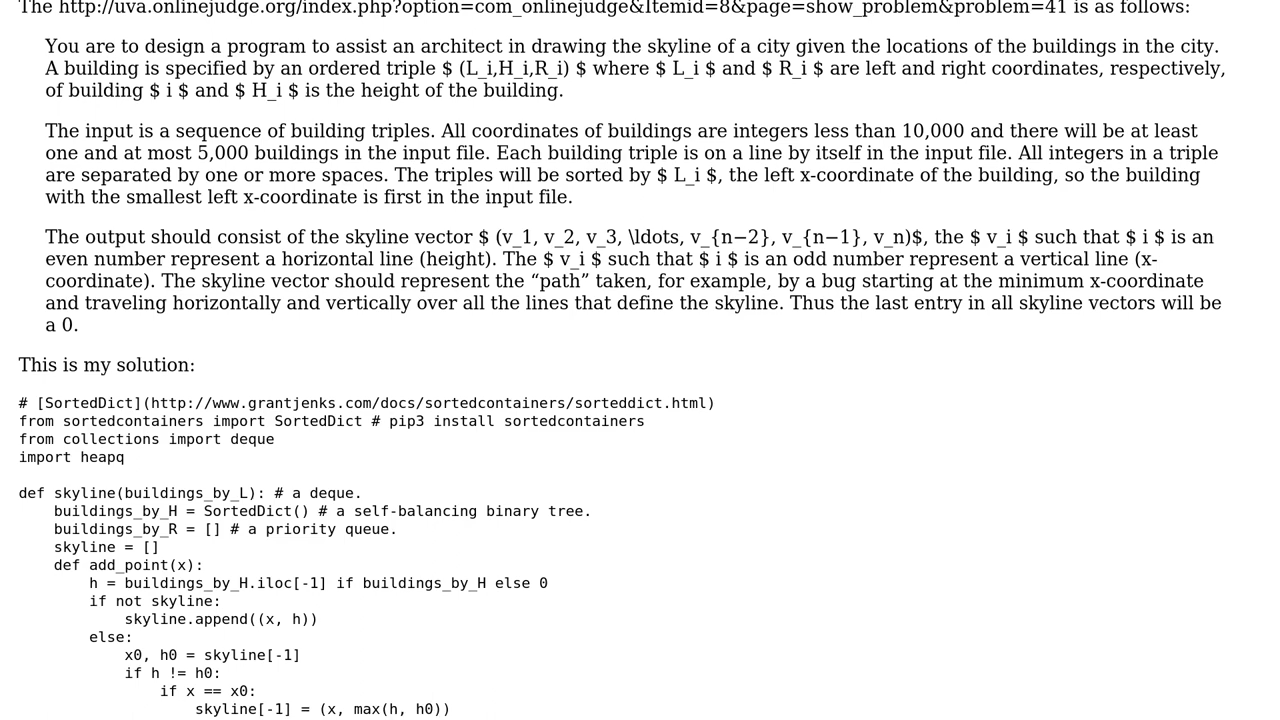 The http://uva.onlinejudge.org/index.php?option=com_onlinejudge&Itemid=8&page=show_problem&problem=41 is as follows:
You are to design a program to assist an architect in drawing the skyline of a city given the locations of the buildings in the city.
A building is specified by an ordered triple $ (L_i,H_i,R_i) $ where $ L_i $ and $ R_i $ are left and right coordinates, respectively,
of building $ i $ and $ H_i $ is the height of the building.
The input is a sequence of building triples. All coordinates of buildings are integers less than 10,000 and there will be at least
one and at most 5,000 buildings in the input file. Each building triple is on a line by itself in the input file. All integers in a triple
are separated by one or more spaces. The triples will be sorted by $ L_i $, the left x-coordinate of the building, so the building
with the smallest left x-coordinate is first in the input file.
The output should consist of the skyline vector $ (v_1, v_2, v_3, \ldots, v_{n−2}, v_{n−1}, v_n)$, the $ v_i $ such that $ i $ is an
even number represent a horizontal line (height). The $ v_i $ such that $ i $ is an odd number represent a vertical line (x-
coordinate). The skyline vector should represent the “path” taken, for example, by a bug starting at the minimum x-coordinate
and traveling horizontally and vertically over all the lines that define the skyline. Thus the last entry in all skyline vectors will be
a 0.
This is my solution:
# [SortedDict](http://www.grantjenks.com/docs/sortedcontainers/sorteddict.html)
from sortedcontainers import SortedDict # pip3 install sortedcontainers
from collections import deque
import heapq
def skyline(buildings_by_L): # a deque.
    buildings_by_H = SortedDict() # a self-balancing binary tree.
    buildings_by_R = [] # a priority queue.
    skyline = []
    def add_point(x):
        h = buildings_by_H.iloc[-1] if buildings_by_H else 0
        if not skyline:
            skyline.append((x, h))
        else:
            x0, h0 = skyline[-1]
            if h != h0:
                if x == x0:
                    skyline[-1] = (x, max(h, h0))